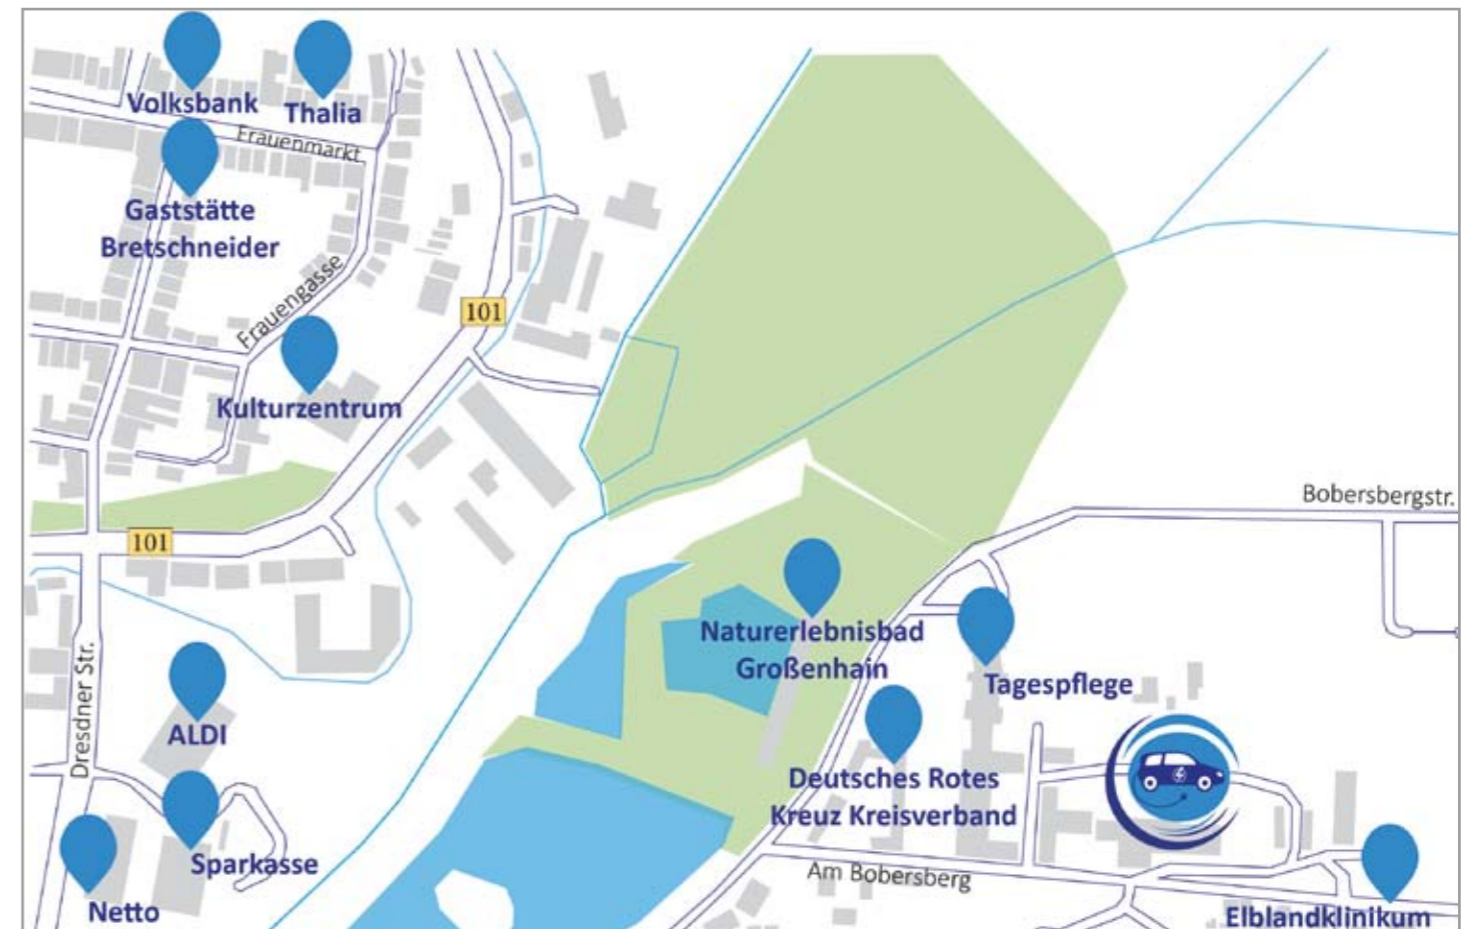 Volksbank
Thalia
Frauenmarkt
Gaststätte
Bretschneider
Frauengasse
101
Kulturzentrum
Bobersbergstr.
101
Naturerlebnisbad
Großenhain
Tagespflege
Dresdner Str.
ALDI
Deutsches Rotes
Kreuz Kreisverband
Sparkasse
Am Bobersberg
Netto
Elblandklinikum